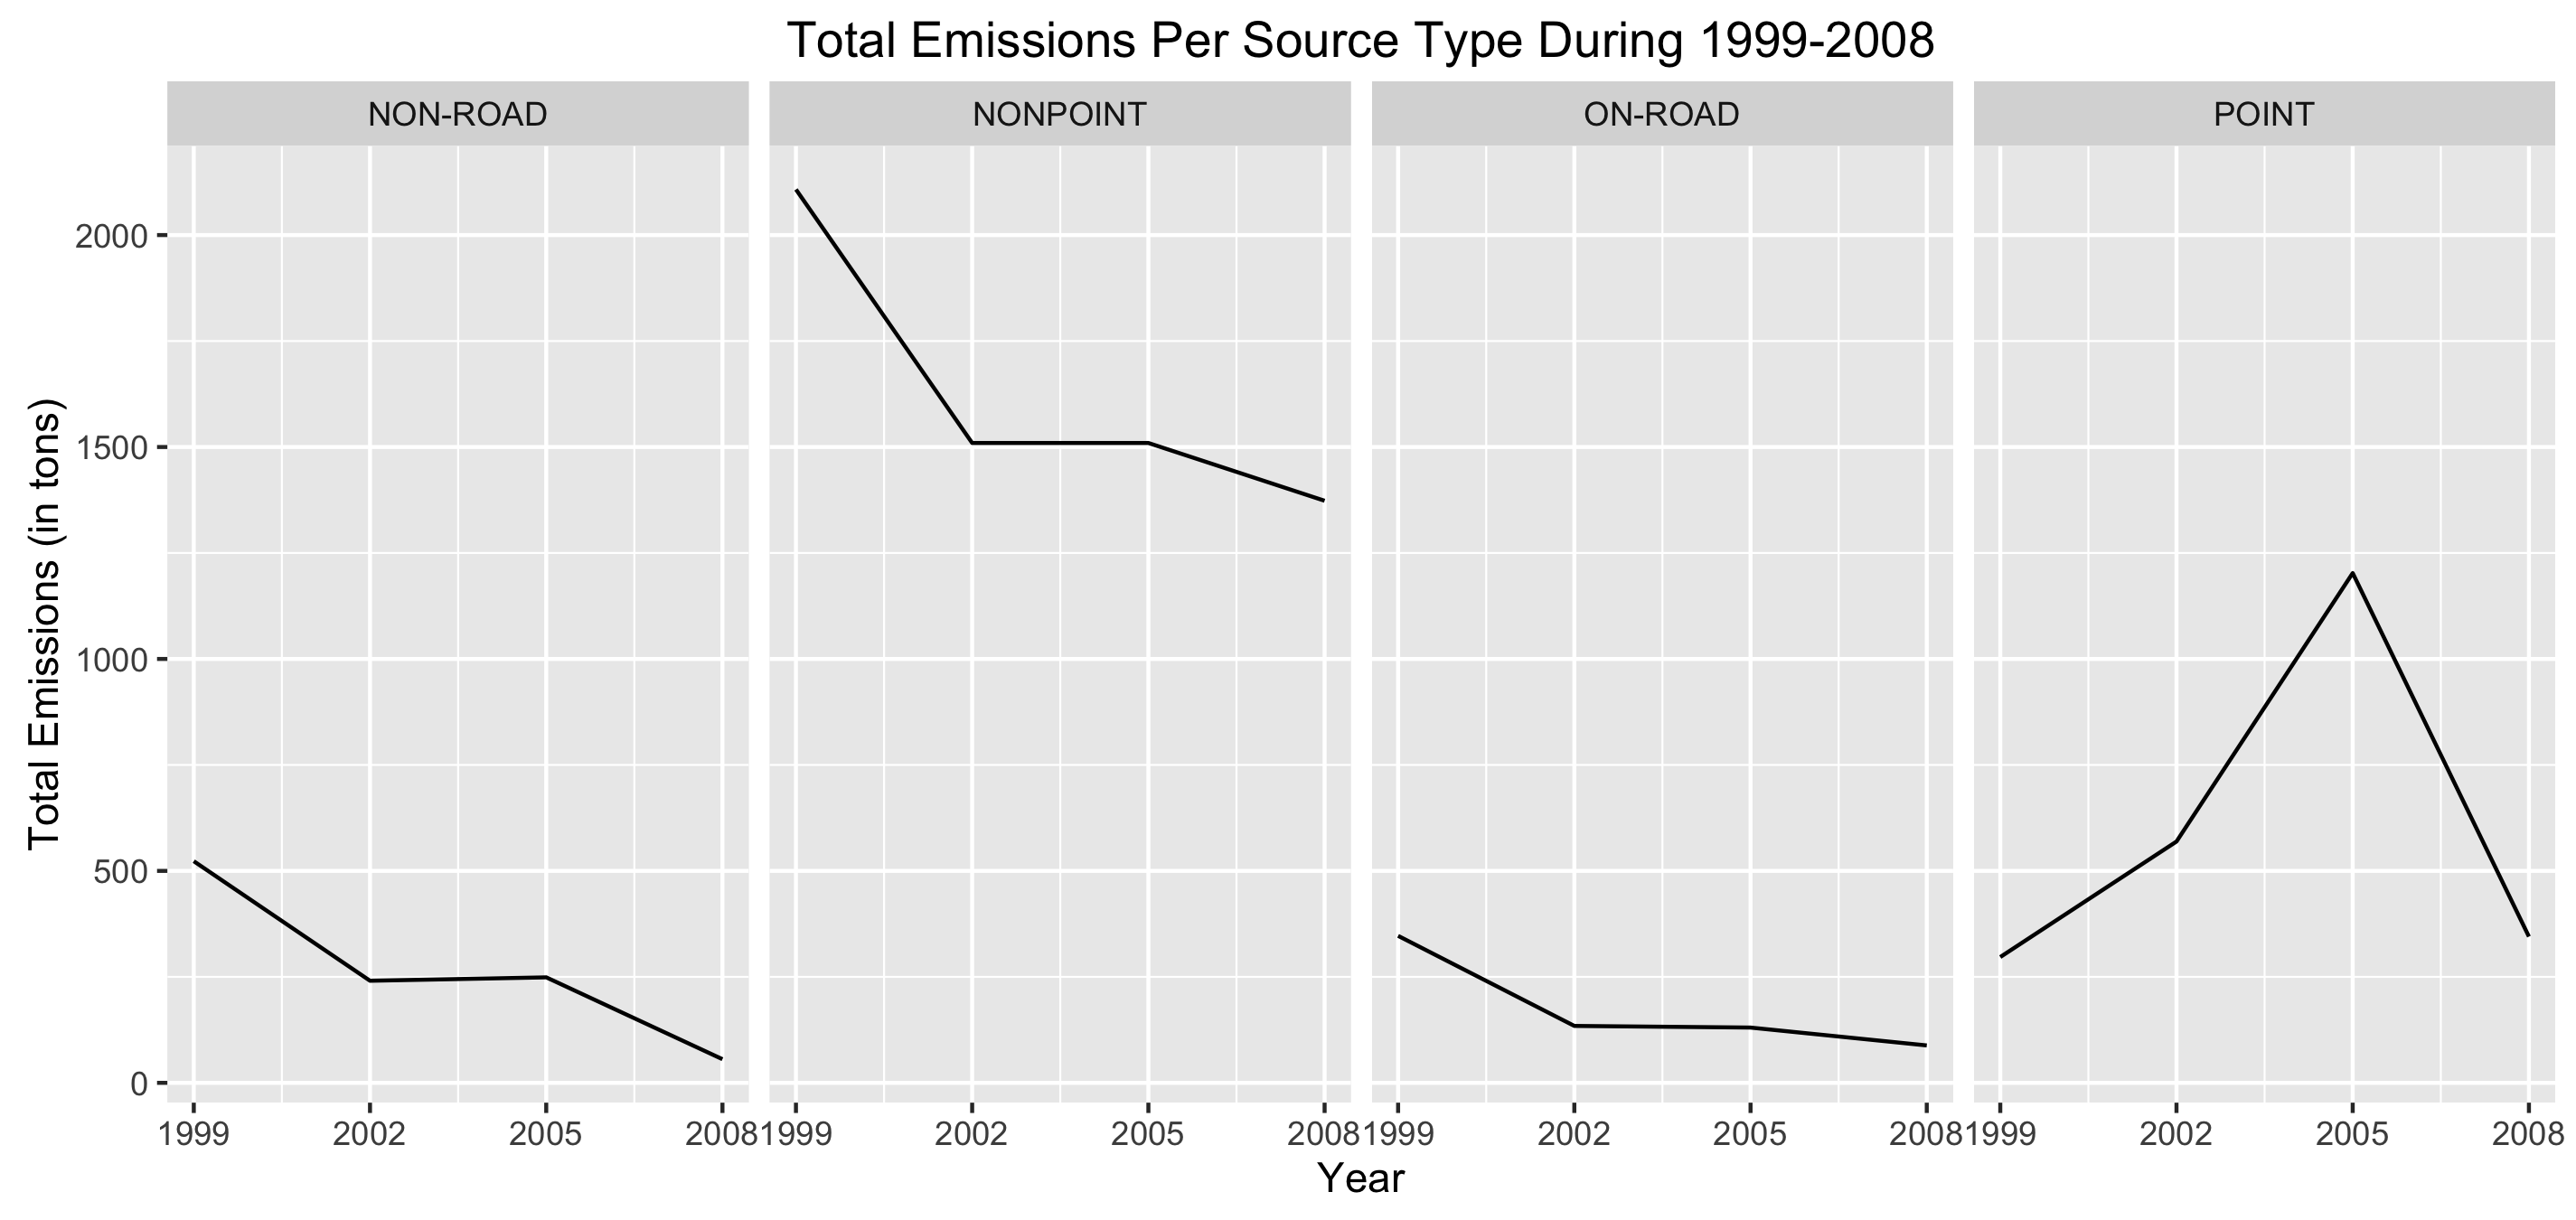 Total Emissions Per Source Type During 1999-2008
NON-ROAD NONPOINT ON-ROAD POINT
Total Emissions (in tons)
2000
1500
1000
500
0
1999 2002 2005 2008 1999 2002 2005 2008 1999 2002 2005 2008 1999 2002 2005 2008
Year